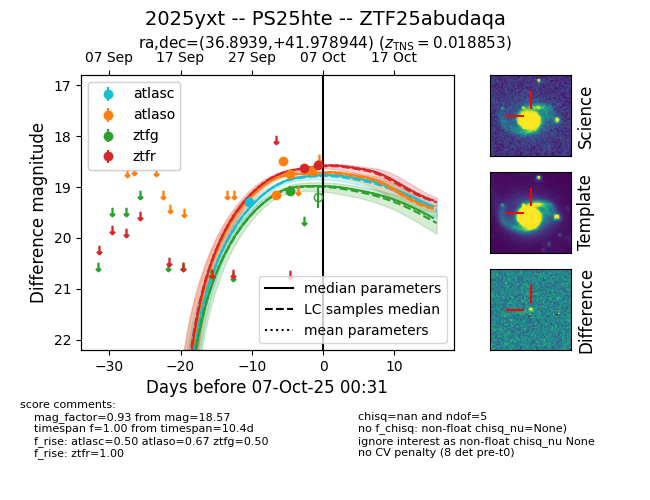 2025yxt -- PS25hte -- ZTF25abudaqa
ra,dec=(36.8939,+41.978944) (z_TNS = 0.018853)
07 Sep 17 Sep 27 Sep 07 Oct 17 Oct
17
18
19
20
21
22
Difference magnitude
atlasc
atlaso
ztfg
ztfr
median parameters
LC samples median
mean parameters
−30 −20 −10 0 10
Days before 07-Oct-25 00:31
Science
Template
Difference
score comments:
mag_factor=0.93 from mag=18.57
timespan f=1.00 from timespan=10.4d
f_rise: atlasc=0.50 atlaso=0.67 ztfg=0.50
f_rise: ztfr=1.00
chisq=nan and ndof=5
no f_chisq: non-float chisq_nu=None)
ignore interest as non-float chisq_nu None
no CV penalty (8 det pre-t0)